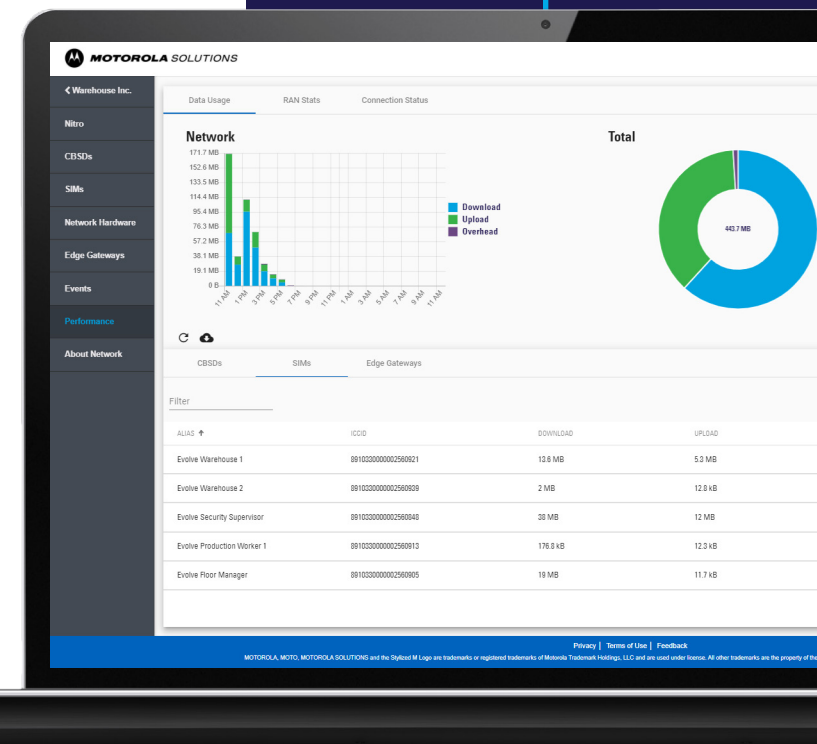 MOTOROLA SOLUTIONS
Warehouse Inc.
Nitro
CBSDs
SIMs
Network Hardware
Edge Gateways
Events
Performance
About Network
Data Usage RAN Stats Connection Status
Network
171.7 MB
152.6 MB
133.5 MB
114.4 MB
95.4 MB
76.3 MB
57.2 MB
38.1 MB
19.1 MB
0 B
11 AM 1 PM 3 PM 5 PM 7 PM 9 PM 11 PM 1 AM 3 AM 5 AM 7 AM 9 AM 11 AM
Download
Upload
Overhead
Total
443.7 MB
CBSDs SIMs Edge Gateways
Filter
ALIAS ICCID DOWNLOAD UPLOAD
Evolve Warehouse 1 8910330000002560921 13.6 MB 5.3 MB
Evolve Warehouse 2 8910330000002560939 2 MB 12.8 kB
Evolve Security Supervisor 8910330000002560848 38 MB 12 MB
Evolve Production Worker 1 8910330000002560913 176.8 kB 12.3 kB
Evolve Floor Manager 8910330000002560905 19 MB 11.7 kB
Privacy | Terms of Use | Feedback
MOTOROLA, MOTO, MOTOROLA SOLUTIONS and the Stylized M Logo are trademarks or registered trademarks of Motorola Trademark Holdings, LLC and are used under license. All other trademarks are the property of the